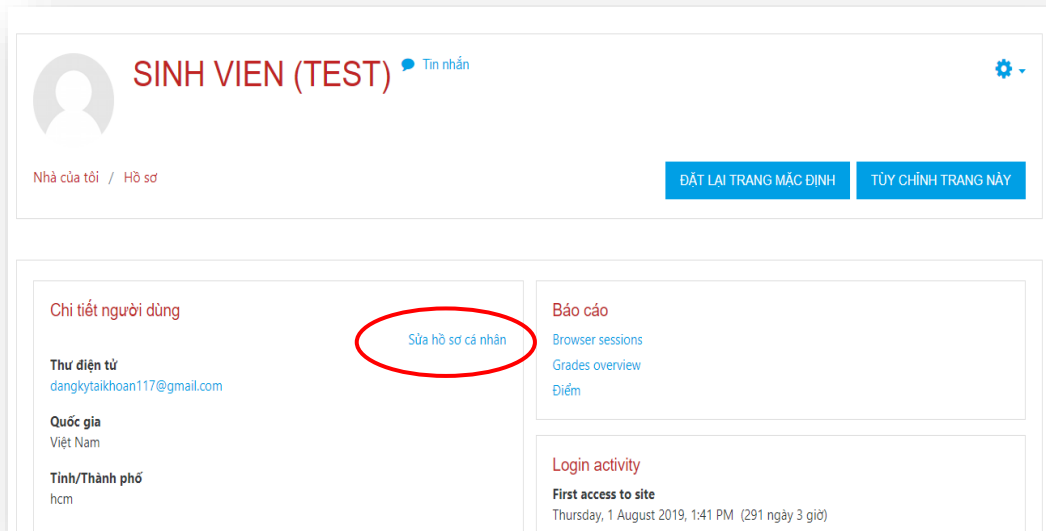 SINH VIEN (TEST) Tin nhắn
Nhà của tôi / Hồ sơ
ĐẶT LẠI TRANG MẶC ĐỊNH
TÙY CHỈNH TRANG NÀY
Chi tiết người dùng
Sửa hồ sơ cá nhân
Thư điện tử
dangkytaikhoan117@gmail.com
Quốc gia
Việt Nam
Tỉnh/Thành phố
hcm
Báo cáo
Browser sessions
Grades overview
Điểm
Login activity
First access to site
Thursday, 1 August 2019, 1:41 PM (291 ngày 3 giờ)